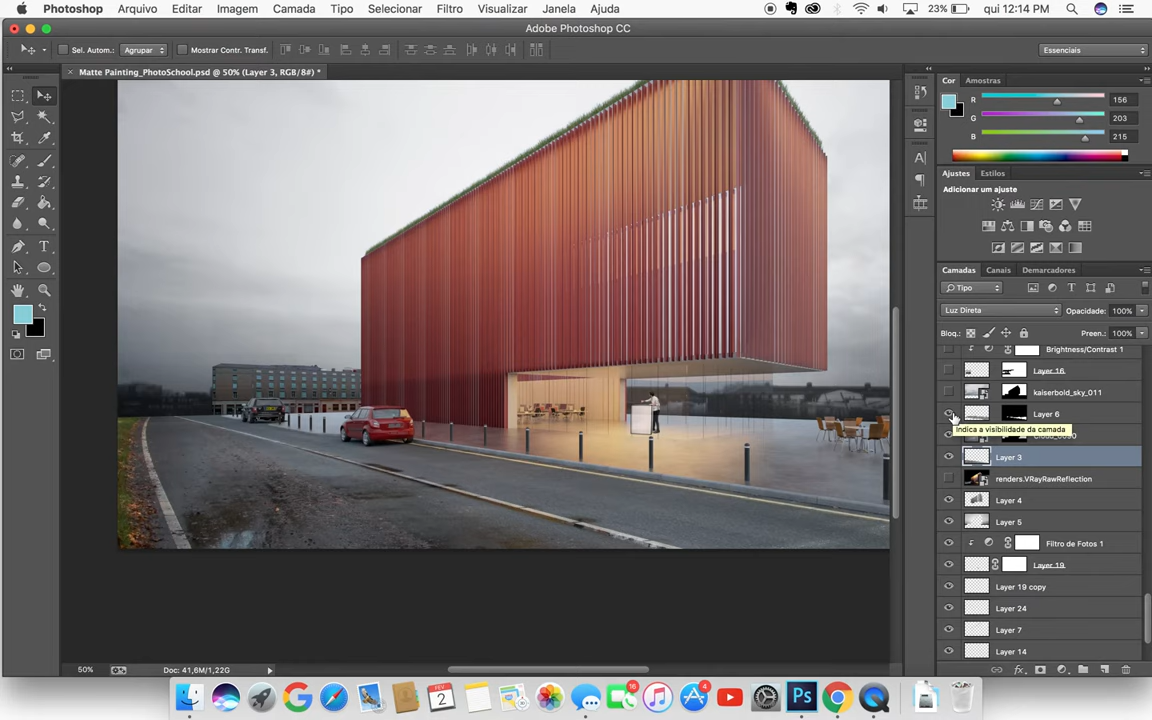 Photoshop Arquivo Editar Imagem Camada Tipo Selecionar Filtro Visualizar Janela Ajuda 23% qui 12:14 PM
Adobe Photoshop CC
Sel. Autom.: Agrupar Mostrar Contr. Transf. Essenciais
Matte Painting_PhotoSchool.psd @ 50% (Layer 3, RGB/8#) *
Cor Amostras
R 156
G 203
B 215
Ajustes Estilos
Adicionar um ajuste
Camadas Canais Demarcadores
Tipo
Luz Direta Opacidade: 100%
Bloq.: Preen.: 100%
Brightness/Contrast 1
Layer 16
kaiserbold_sky_011
Layer 6
Indica a visibilidade da camada
Layer 3
renders.VRayRawReflection
Layer 4
Layer 5
Filtro de Fotos 1
Layer 19
Layer 19 copy
Layer 24
Layer 7
Layer 14
50% Doc: 41,6M/1,22G
FEV
2
16
4
Ps